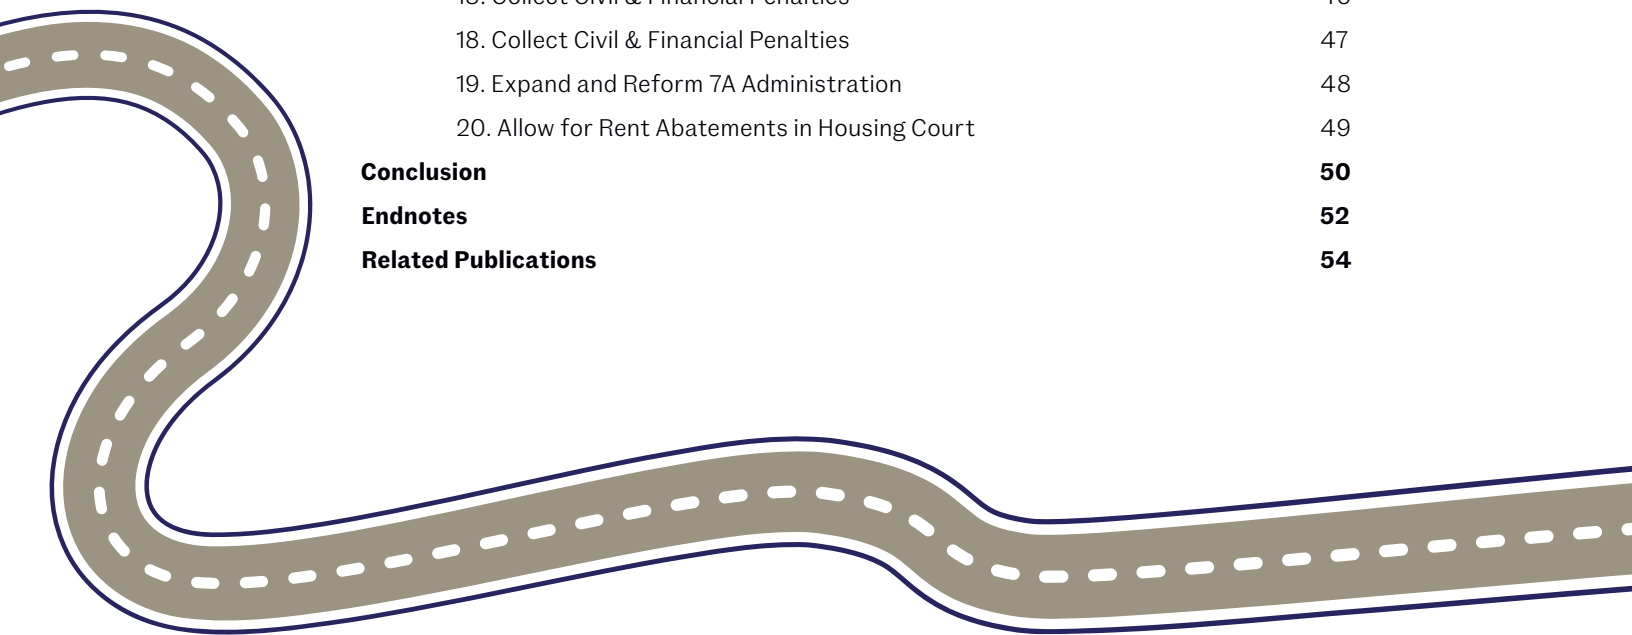 18. Collect Civil & Financial Penalties 47
19. Expand and Reform 7A Administration 48
20. Allow for Rent Abatements in Housing Court 49
Conclusion 50
Endnotes 52
Related Publications 54